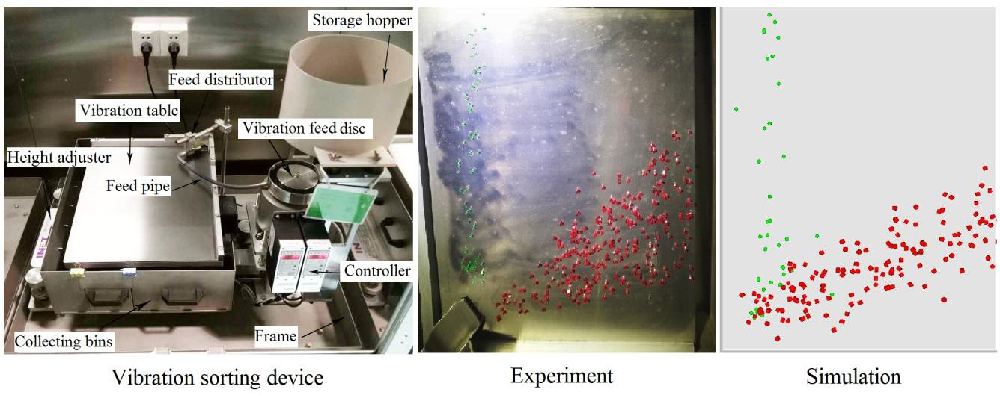 Storage hopper
Feed distributor
Vibration table
Vibration feed disc
Height adjuster
Feed pipe
Controller
Frame
Collecting bins
Vibration sorting device
Experiment
Simulation